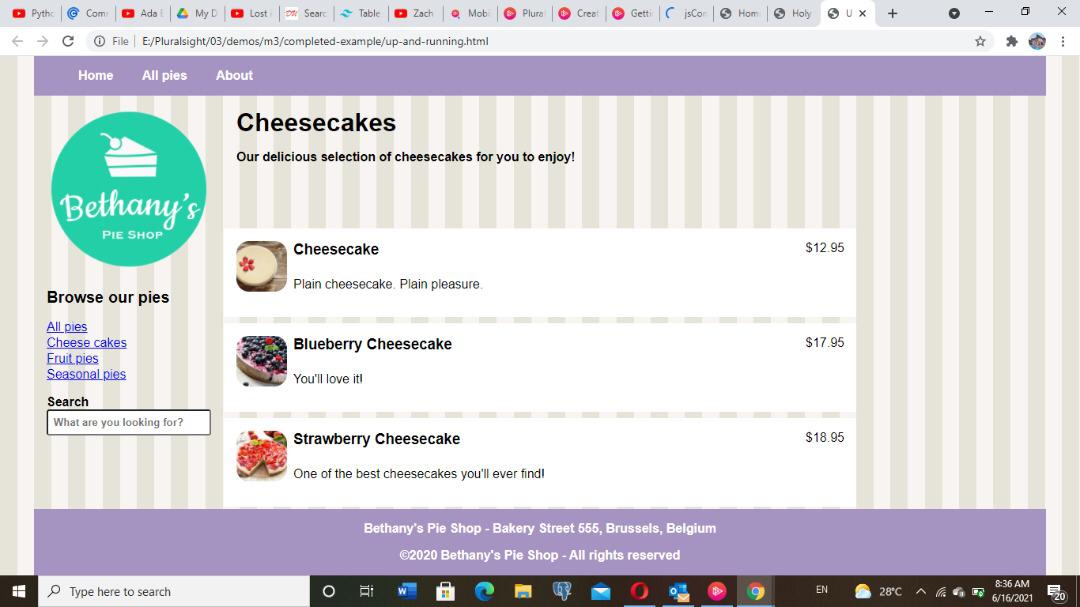 Pytho
Comm
Ada E
My D
Lost i
Searc
Table
Zach
Mobi
Plural
Creat
Gettir
jsCom
Hom
Holy
U
File
E:/Pluralsight/03/demos/m3/completed-example/up-and-running.html
Home All pies About
Bethany's
PIE SHOP
Cheesecakes
Our delicious selection of cheesecakes for you to enjoy!
Browse our pies
All pies
Cheese cakes
Fruit pies
Seasonal pies
Search
What are you looking for?
Cheesecake $12.95
Plain cheesecake. Plain pleasure.
Blueberry Cheesecake $17.95
You'll love it!
Strawberry Cheesecake $18.95
One of the best cheesecakes you'll ever find!
Bethany's Pie Shop - Bakery Street 555, Brussels, Belgium
©2020 Bethany's Pie Shop - All rights reserved
Type here to search
EN
28°C
8:36 AM
6/16/2021
20